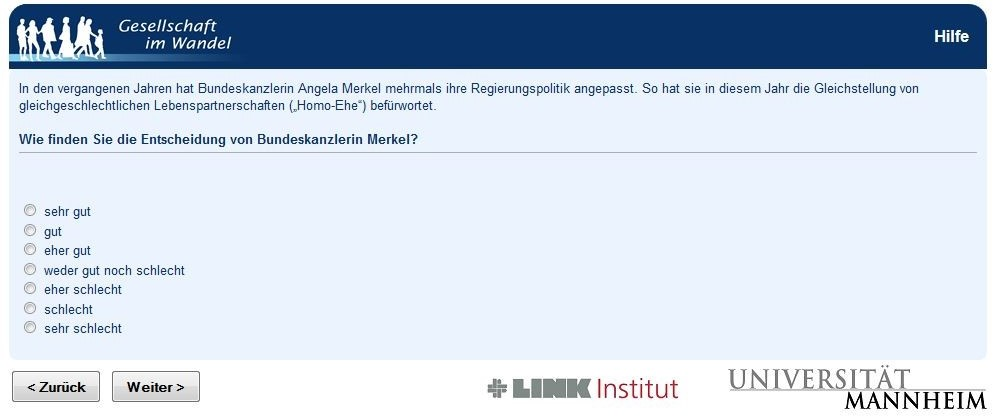 Gesellschaft
im Wandel
Hilfe
In den vergangenen Jahren hat Bundeskanzlerin Angela Merkel mehrmals ihre Regierungspolitik angepasst. So hat sie in diesem Jahr die Gleichstellung von
gleichgeschlechtlichen Lebenspartnerschaften („Homo-Ehe“) befürwortet.
Wie finden Sie die Entscheidung von Bundeskanzlerin Merkel?
sehr gut
gut
eher gut
weder gut noch schlecht
eher schlecht
schlecht
sehr schlecht
< Zurück
Weiter >
LINK Institut
UNIVERSITÄT
MANNHEIM